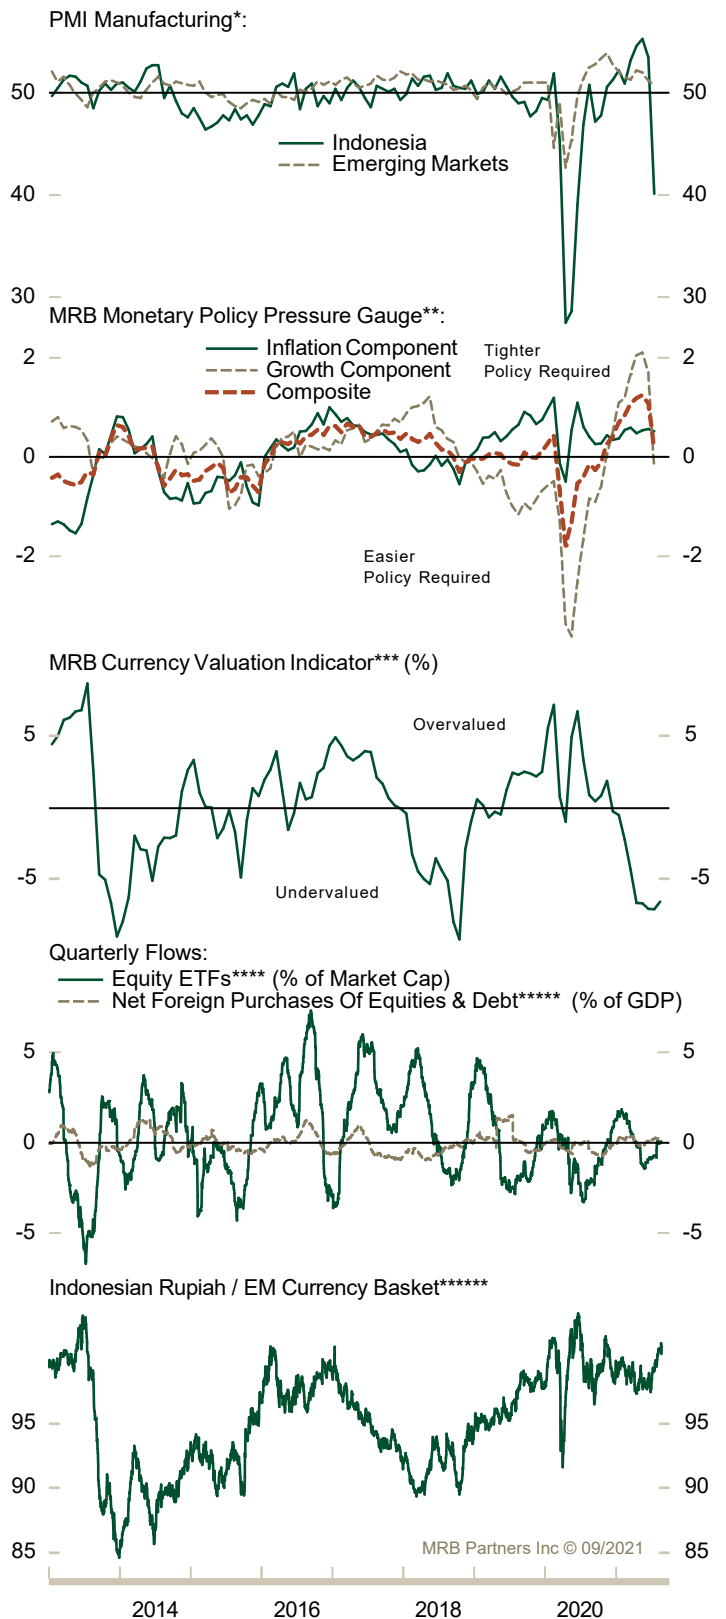 PMI Manufacturing*:
50 50
Indonesia
Emerging Markets
40 40
30 30
MRB Monetary Policy Pressure Gauge**:
2 2
Inflation Component
Growth Component
Composite
Tighter
Policy Required
0 0
-2 -2
Easier
Policy Required
MRB Currency Valuation Indicator*** (%)
5 5
Overvalued
-5 -5
Undervalued
Quarterly Flows:
Equity ETFs**** (% of Market Cap)
Net Foreign Purchases Of Equities & Debt***** (% of GDP)
5 5
0 0
-5 -5
Indonesian Rupiah / EM Currency Basket******
95 95
90 90
85 85
MRB Partners Inc © 09/2021
2014 2016 2018 2020